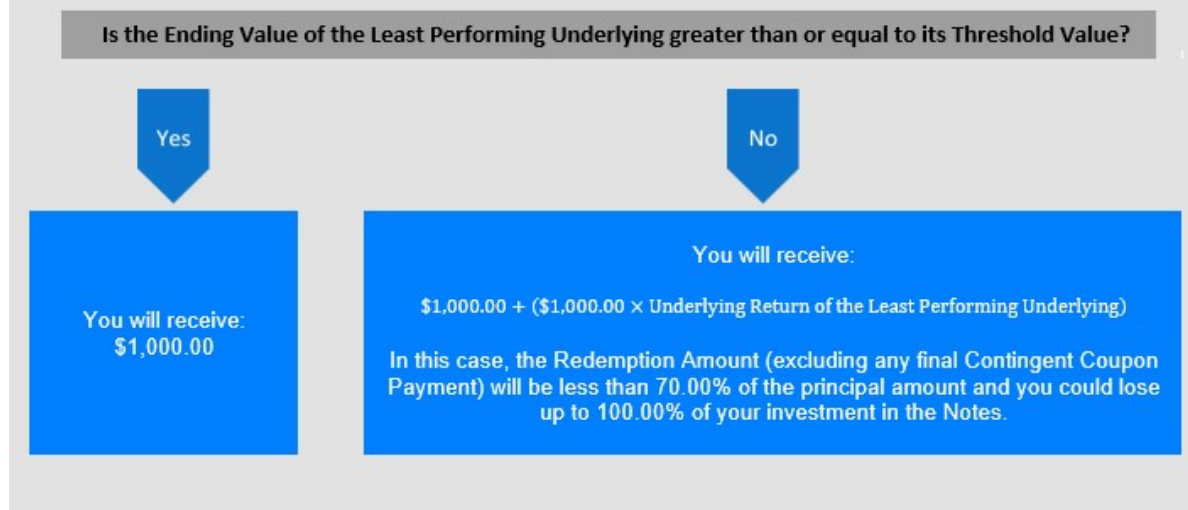 Is the Ending Value of the Least Performing Underlying greater than or equal to its Threshold Value?
Yes
No
You will receive:
$1,000.00
You will receive:
$1,000.00 + ($1,000.00 × Underlying Return of the Least Performing Underlying)
In this case, the Redemption Amount (excluding any final Contingent Coupon
Payment) will be less than 70.00% of the principal amount and you could lose
up to 100.00% of your investment in the Notes.